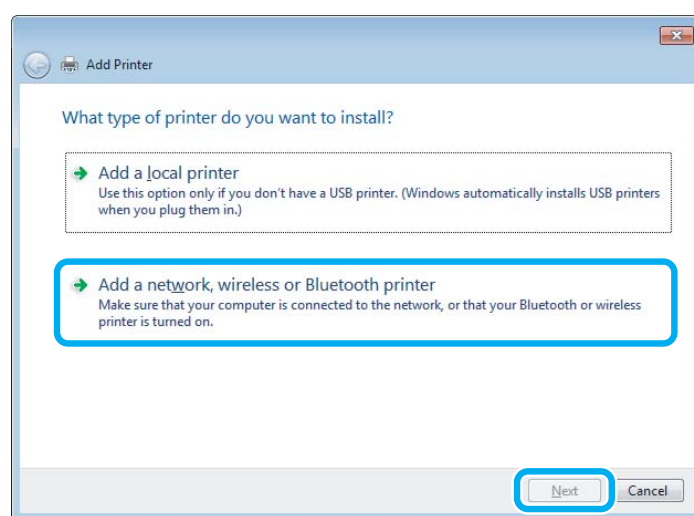 Add Printer
What type of printer do you want to install?
Add a local printer
Use this option only if you don't have a USB printer. (Windows automatically installs USB printers
when you plug them in.)
Add a network, wireless or Bluetooth printer
Make sure that your computer is connected to the network, or that your Bluetooth or wireless
printer is turned on.
Next Cancel